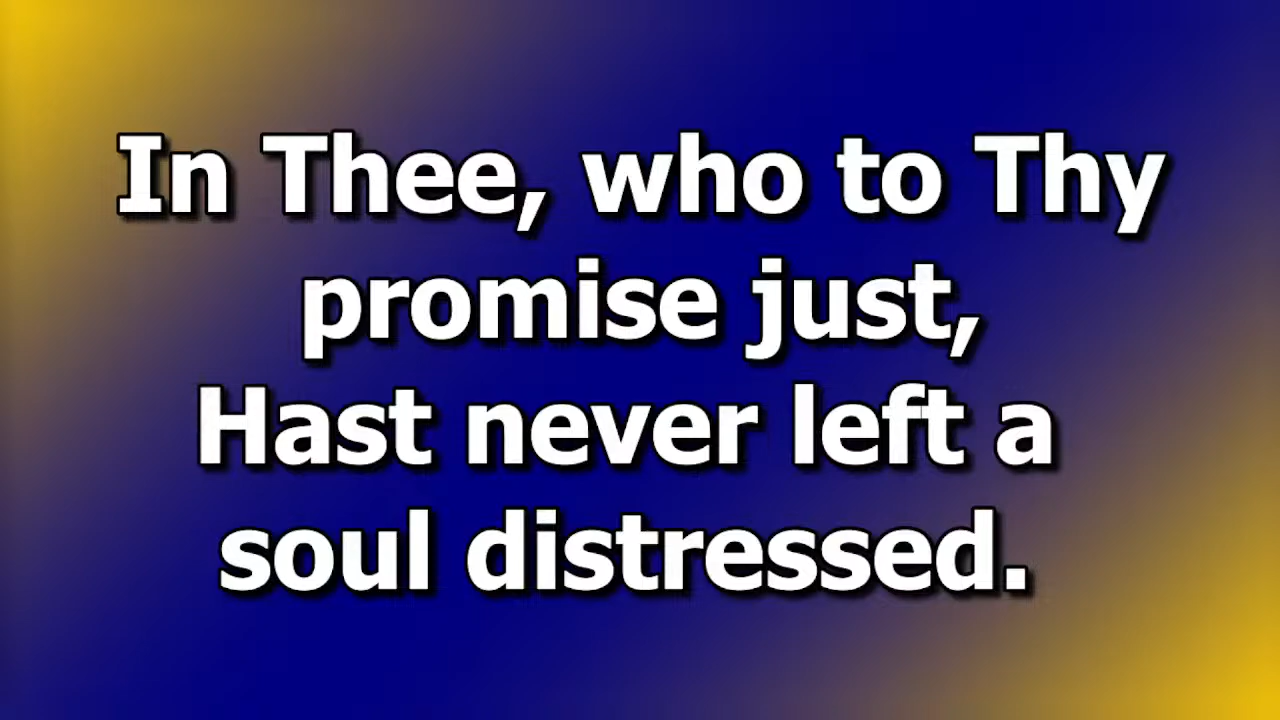 In Thee, who to Thy
promise just,
Hast never left a
soul distressed.